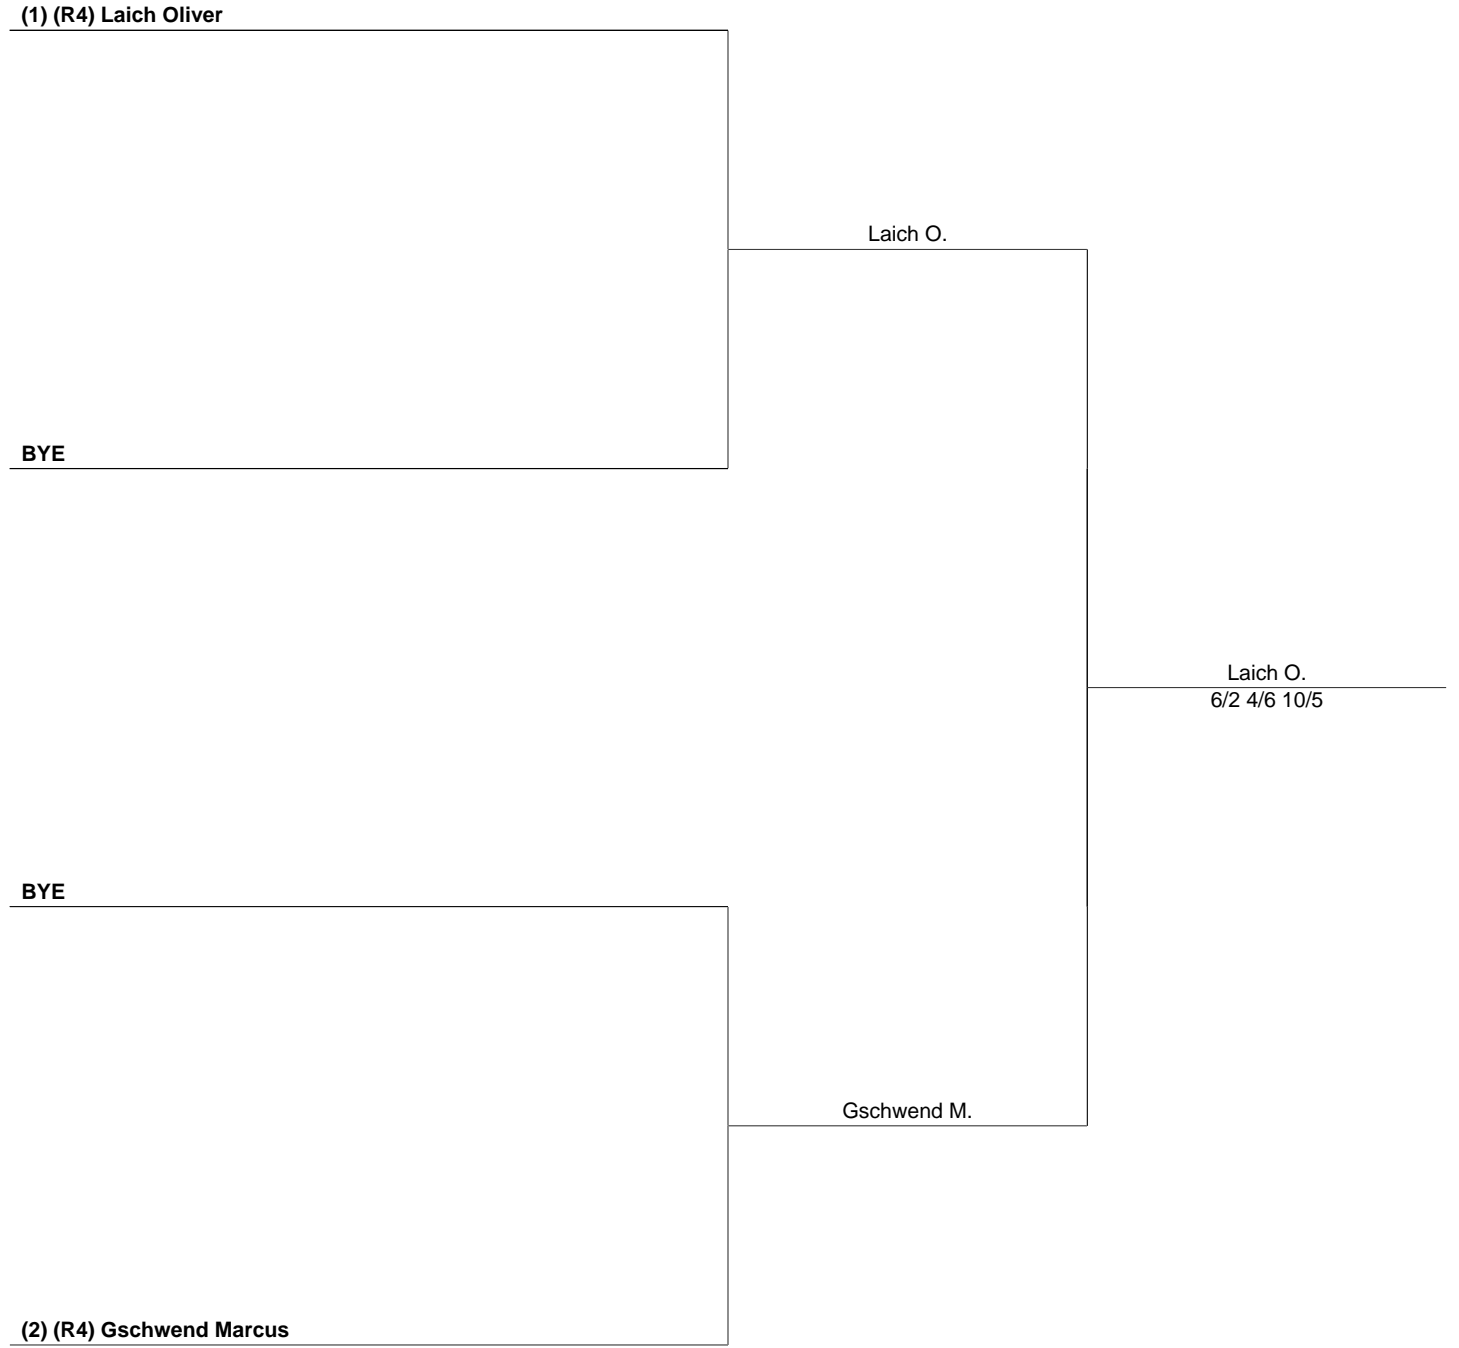 (1) (R4) Laich Oliver
Laich O.
BYE
Laich O.
6/2 4/6 10/5
BYE
Gschwend M.
(2) (R4) Gschwend Marcus